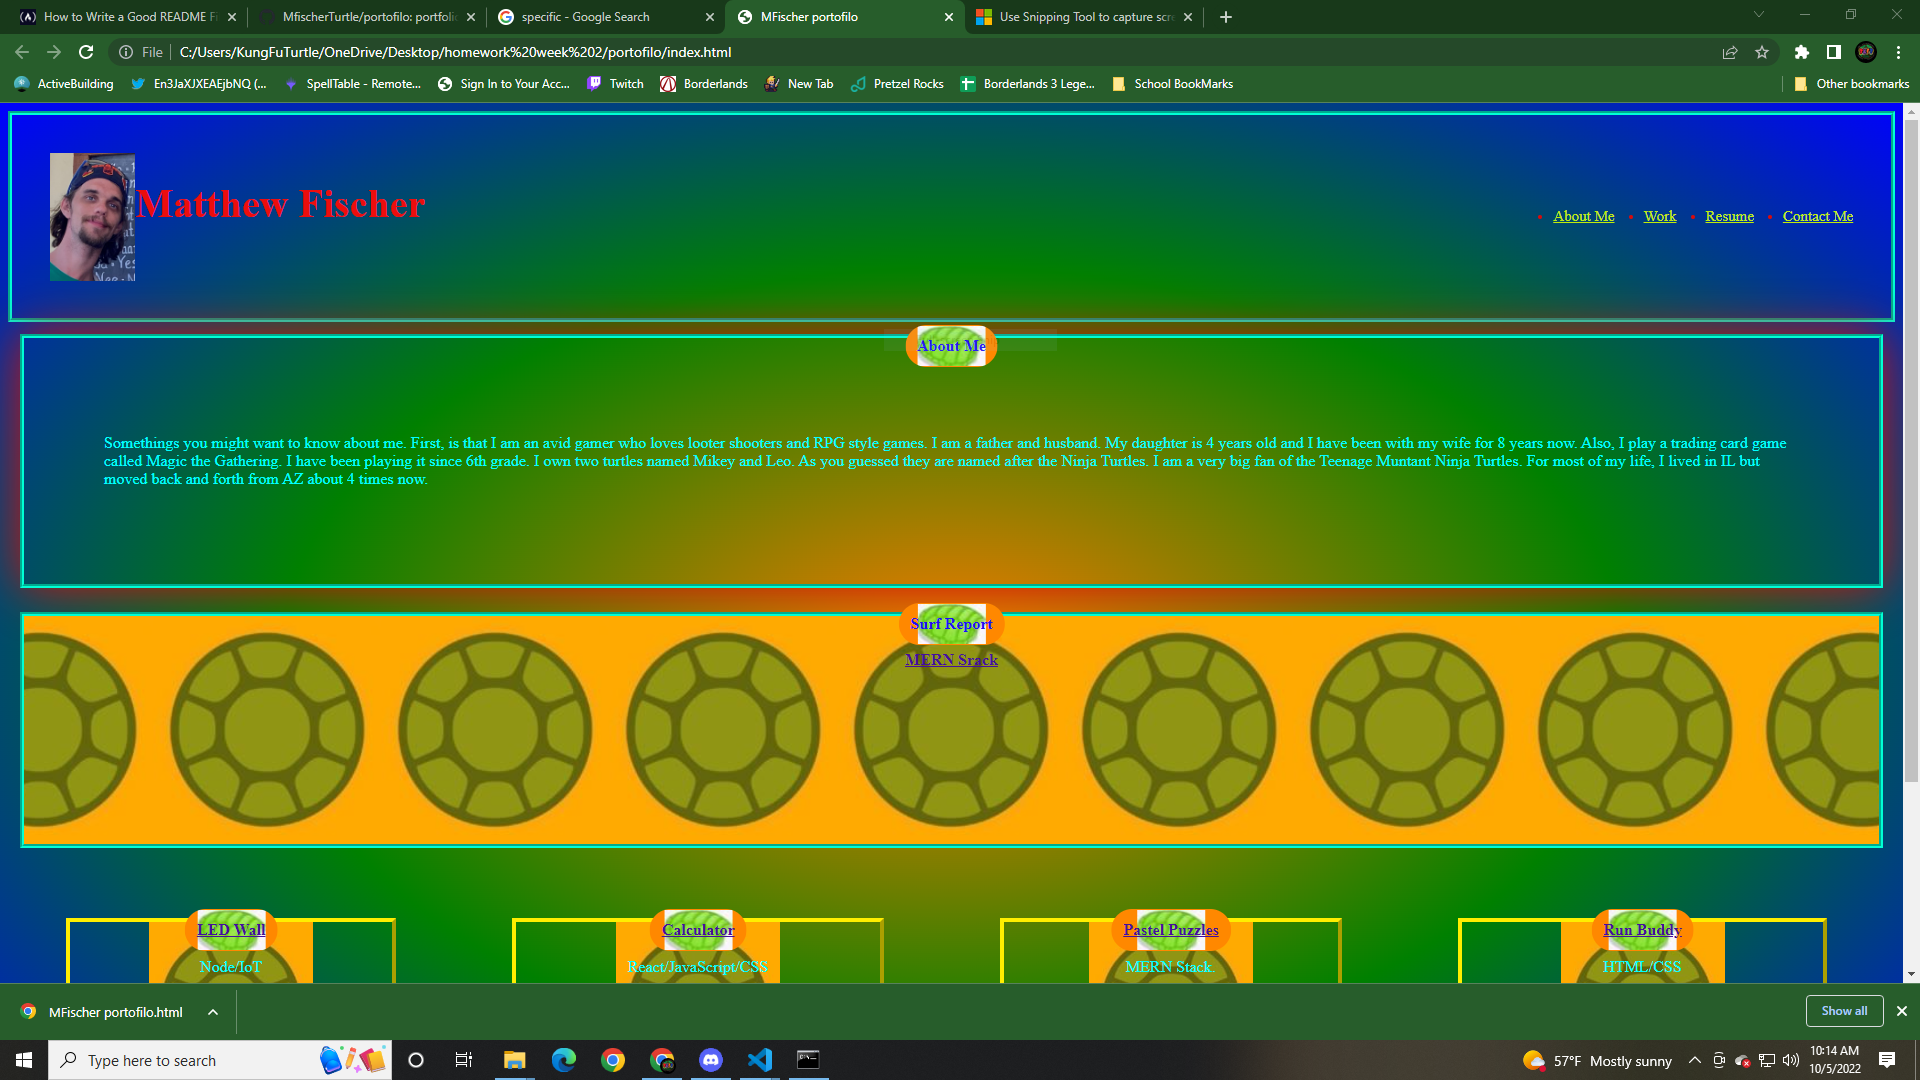 How to Write a Good README Fi
MfischerTurtle/portofilo: portfolio
specific - Google Search
MFischer portofilo
Use Snipping Tool to capture scre
File
C:/Users/KungFuTurtle/OneDrive/Desktop/homework%20week%202/portofilo/index.html
ActiveBuilding
En3JaXJXEAEjbNQ (...
SpellTable - Remote...
Sign In to Your Acc...
Twitch
Borderlands
New Tab
Pretzel Rocks
Borderlands 3 Lege...
School BookMarks
Other bookmarks
Matthew Fischer
About Me
Work
Resume
Contact Me
About Me
Somethings you might want to know about me. First, is that I am an avid gamer who loves looter shooters and RPG style games. I am a father and husband. My daughter is 4 years old and I have been with my wife for 8 years now. Also, I play a trading card game
called Magic the Gathering. I have been playing it since 6th grade. I own two turtles named Mikey and Leo. As you guessed they are named after the Ninja Turtles. I am a very big fan of the Teenage Muntant Ninja Turtles. For most of my life, I lived in IL but
moved back and forth from AZ about 4 times now.
Surf Report
MERN Srack
LED Wall
Node/IoT
Calculator
React/JavaScript/CSS
Pastel Puzzles
MERN Stack.
Run Buddy
HTML/CSS
MFischer portofilo.html
Show all
Type here to search
57°F Mostly sunny
10:14 AM
10/5/2022